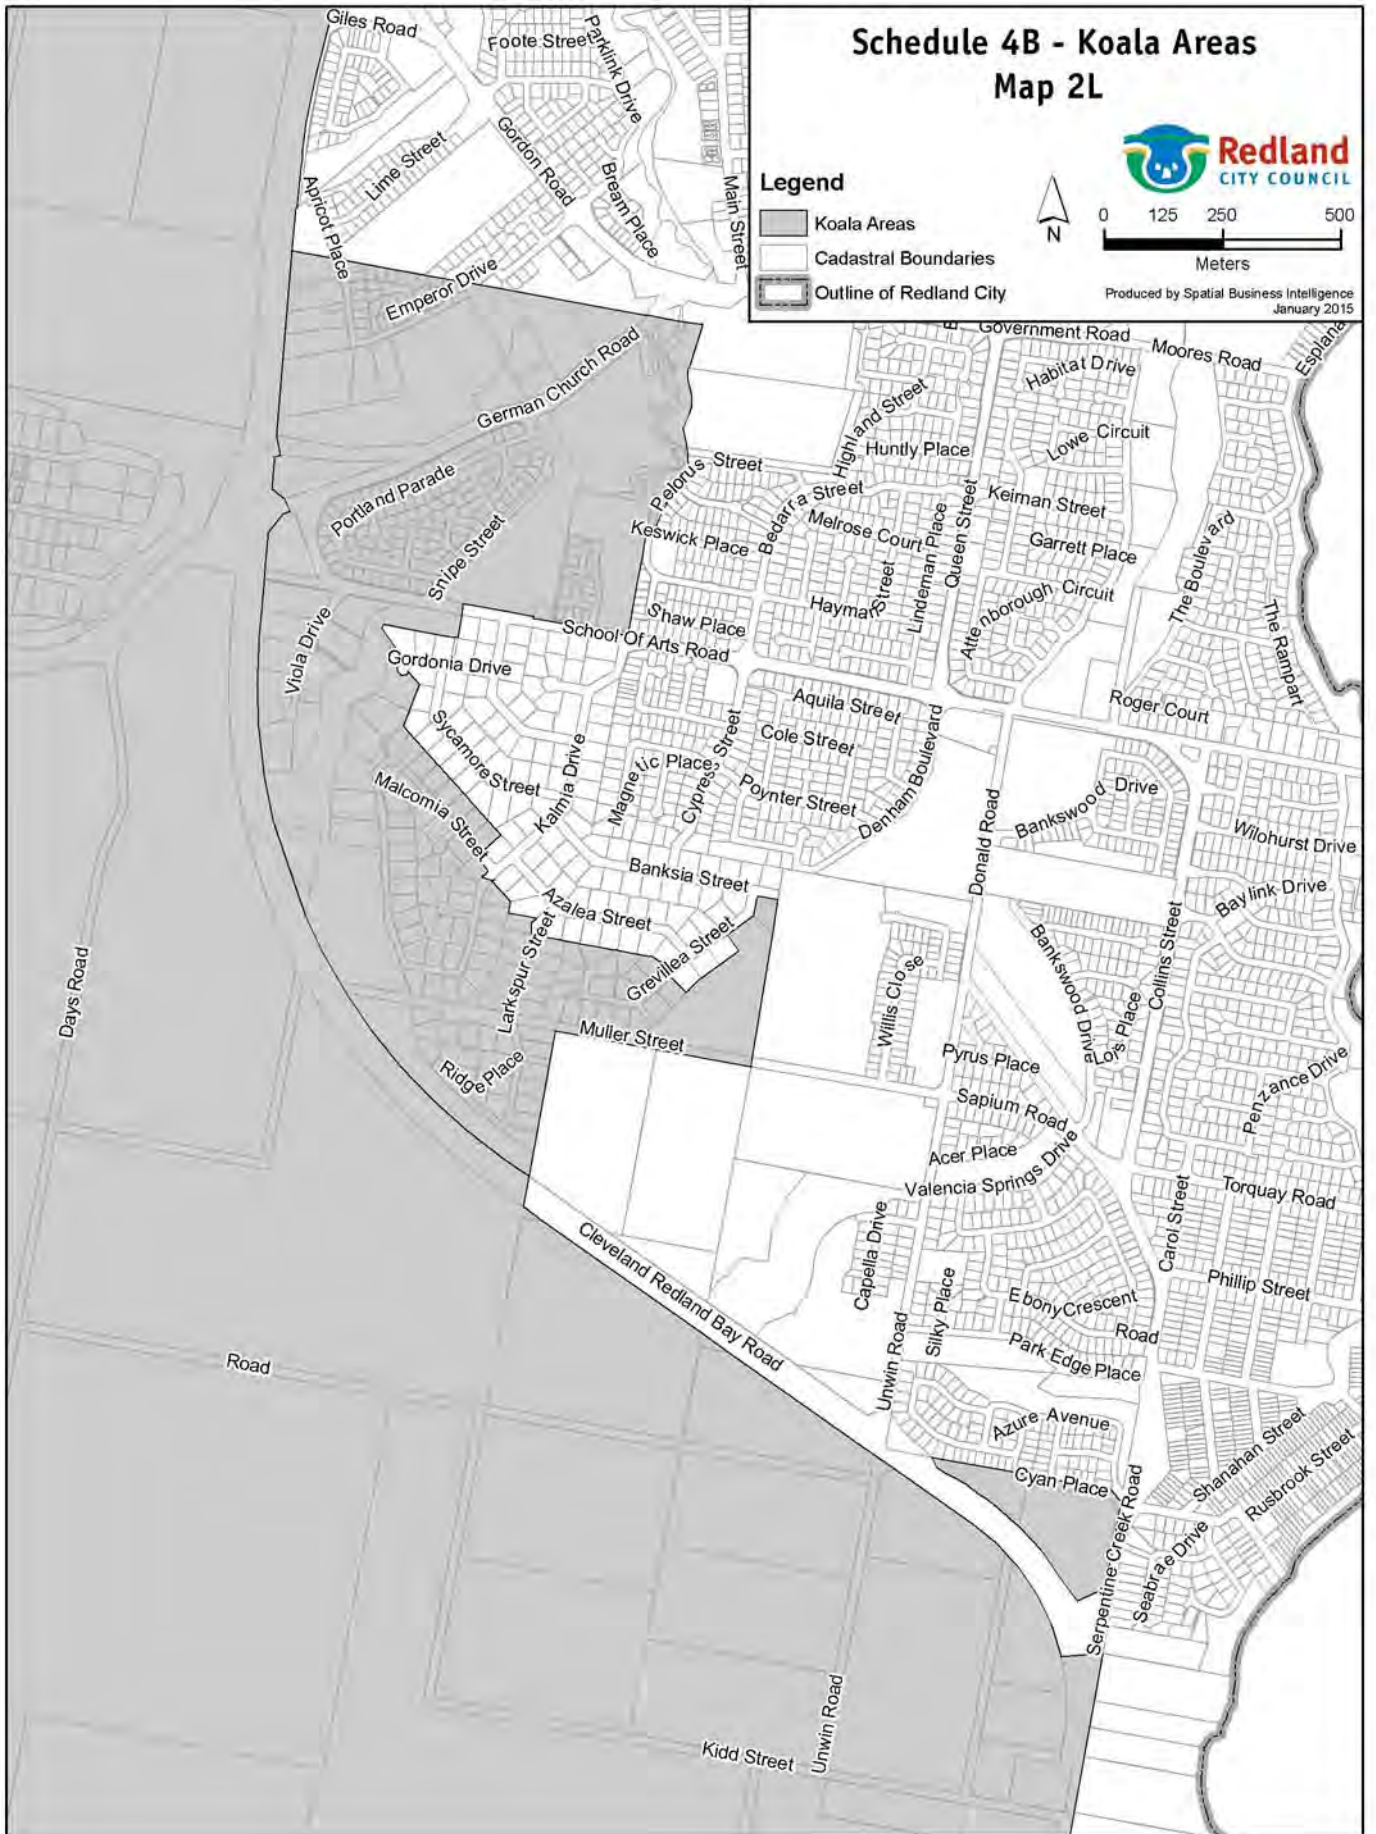 Schedule 4B - Koala Areas
Map 2L
Redland
CITY COUNCIL
Legend
Koala Areas
Cadastral Boundaries
Outline of Redland City
N
0 125 250 500
Meters
Produced by Spatial Business Intelligence
January 2015
Giles Road
Foote Street
Parklink Drive
Gordon Road
Lime Street
Bream Place
Main Street
Apricot Place
Emperor Drive
German Church Road
Government Road
Moores Road
Habitat Drive
Highland Street
Lowe Circuit
Huntly Place
Pelorus Street
Portland Parade
Bedarra Street
Keirnan Street
Melrose Court
Keswick Place
Lindeman Place
Queen Street
Garrett Place
Snipe Street
The Boulevard
Hayman Street
Attenborough Circuit
Shaw Place
The Rampart
School Of Arts Road
Viola Drive
Gordonia Drive
Aquila Street
Roger Court
Sycamore Street
Cole Street
Kalmia Drive
Magnetic Place
Cypress Street
Poynter Street
Denham Boulevard
Malcomia Street
Bankswood Drive
Donald Road
Wilohurst Drive
Banksia Street
Baylink Drive
Azalea Street
Grevillea Street
Larkspur Street
Willis Close
Bankswood Drive
Collins Street
Days Road
Muller Street
Lois Place
Ridge Place
Pyrus Place
Penzance Drive
Sapium Road
Acer Place
Valencia Springs Drive
Torquay Road
Carol Street
Capella Drive
Cleveland Redland Bay Road
Phillip Street
Silky Place
Ebony Crescent
Road
Road
Park Edge Place
Unwin Road
Azure Avenue
Shanahan Street
Rusbrook Street
Cyan Place
Serpentine Creek Road
Seabrae Drive
Unwin Road
Kidd Street